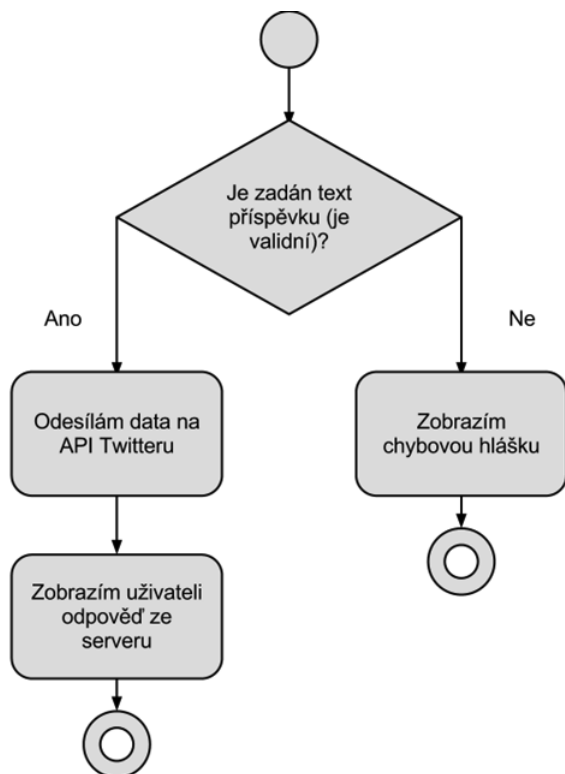 Je zadán text
příspěvku (je
validní)?
Ano
Ne
Odesílám data na
API Twitteru
Zobrazím
chybovou hlášku
Zobrazím uživateli
odpověď ze
serveru